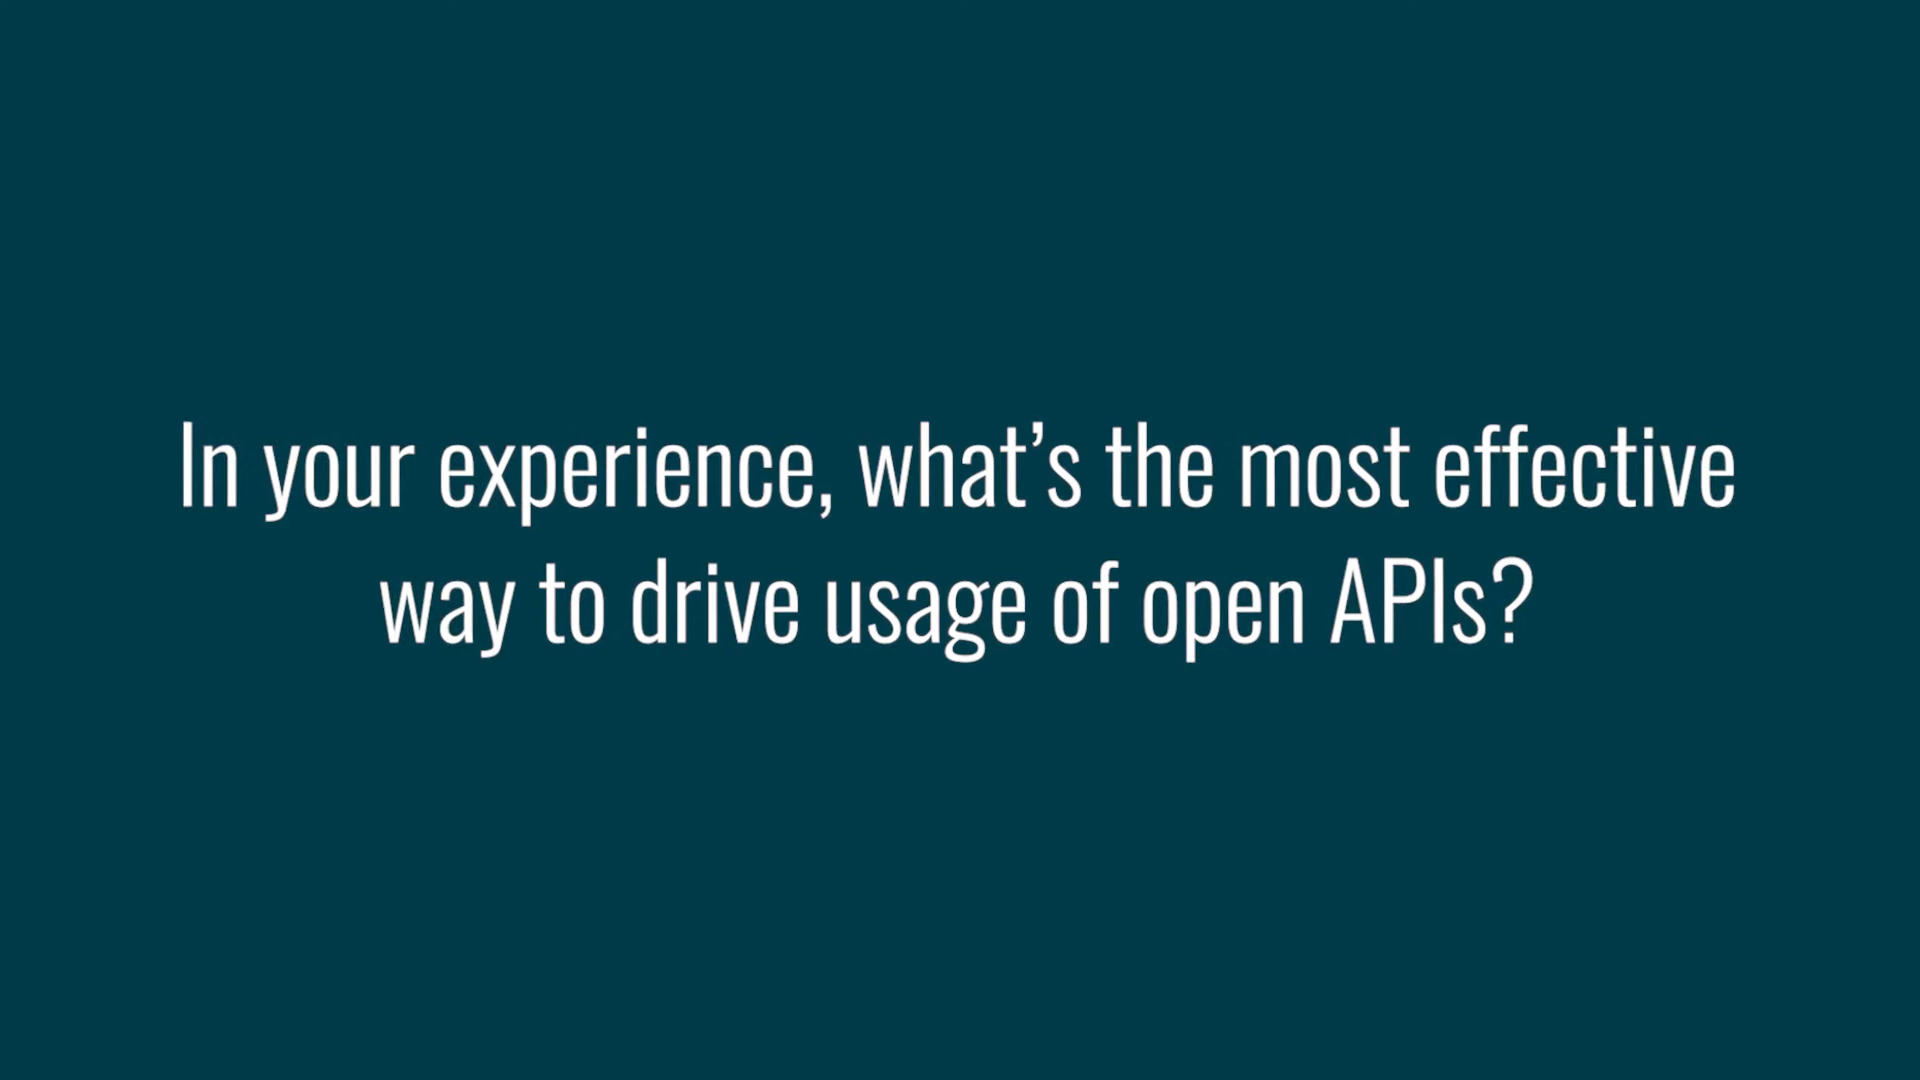 In your experience, what’s the most effective
way to drive usage of open APIs?